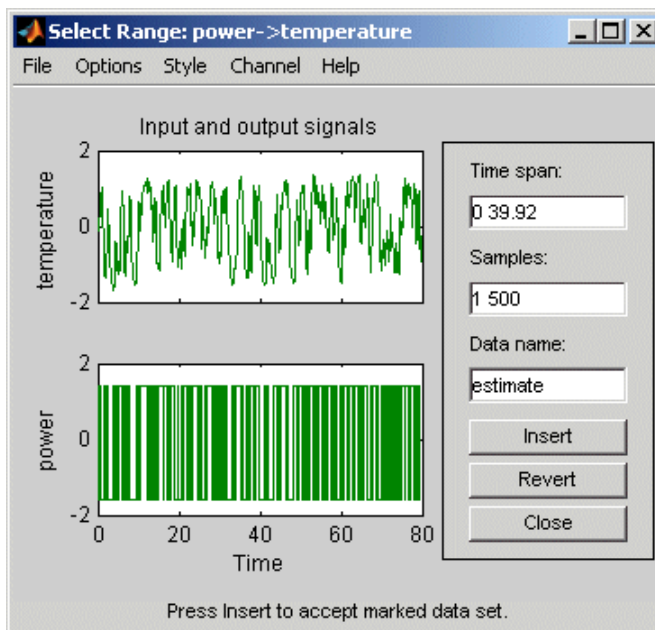 Select Range: power->temperature
File Options Style Channel Help
Input and output signals
temperature
2
0
-2
power
2
0
-2
0 20 40 60 80
Time
Time span:
0 39.92
Samples:
1 500
Data name:
estimate
Insert
Revert
Close
Press Insert to accept marked data set.